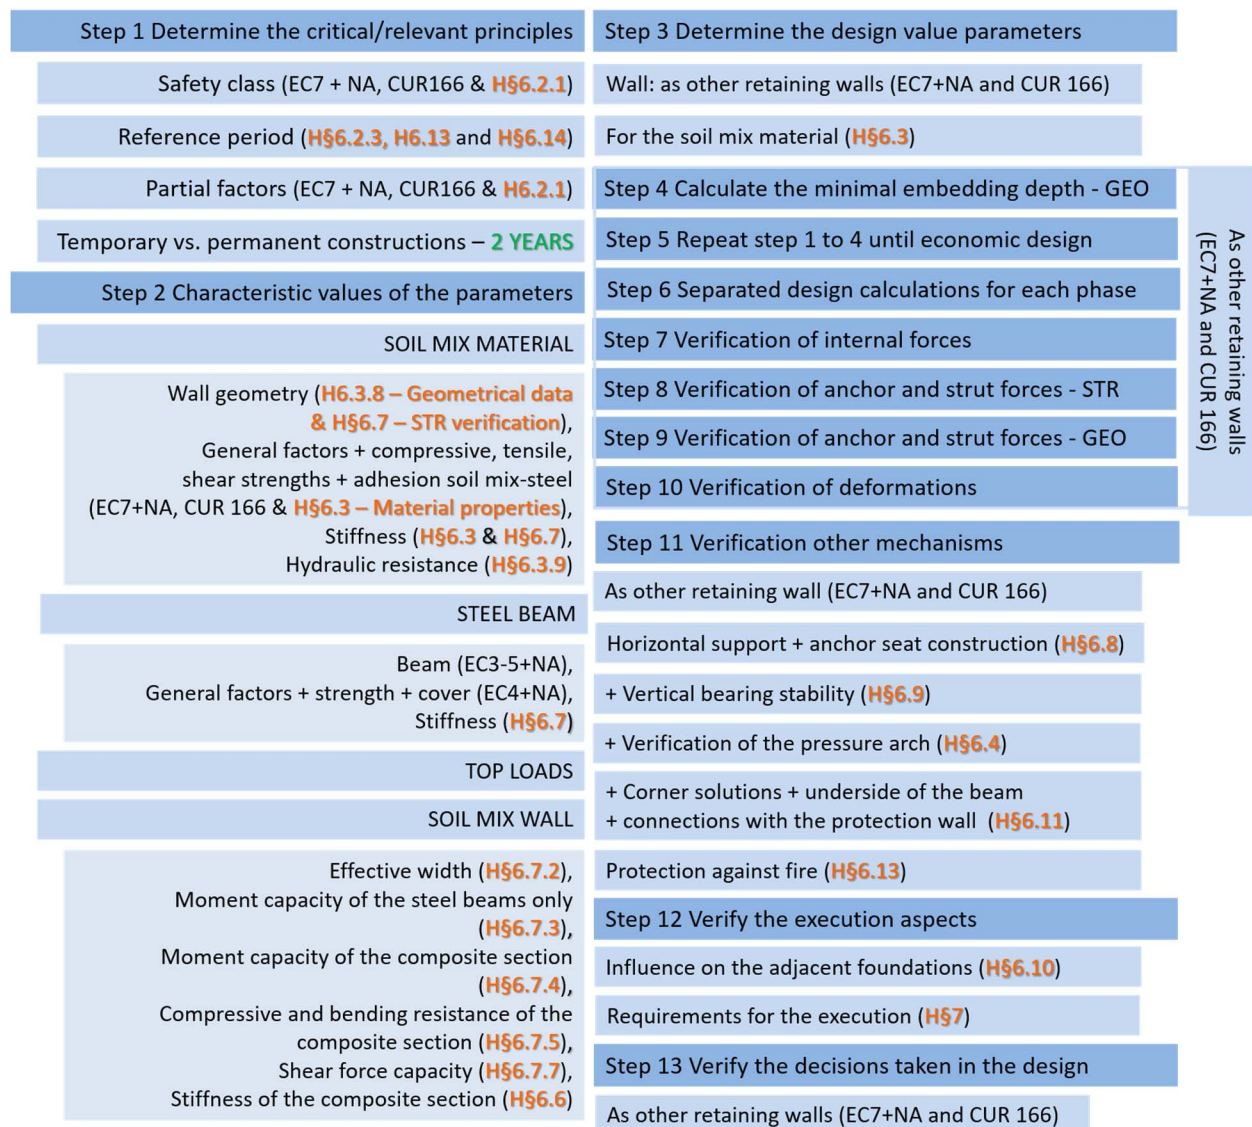 Step 1 Determine the critical/relevant principles
Safety class (EC7 + NA, CUR166 & H§6.2.1)
Reference period (H§6.2.3, H6.13 and H§6.14)
Partial factors (EC7 + NA, CUR166 & H6.2.1)
Temporary vs. permanent constructions – 2 YEARS
Step 2 Characteristic values of the parameters
SOIL MIX MATERIAL
Wall geometry (H6.3.8 – Geometrical data
& H§6.7 – STR verification),
General factors + compressive, tensile,
shear strengths + adhesion soil mix-steel
(EC7+NA, CUR 166 & H§6.3 – Material properties),
Stiffness (H§6.3 & H§6.7),
Hydraulic resistance (H§6.3.9)
STEEL BEAM
Beam (EC3-5+NA),
General factors + strength + cover (EC4+NA),
Stiffness (H§6.7)
TOP LOADS
SOIL MIX WALL
Effective width (H§6.7.2),
Moment capacity of the steel beams only
(H§6.7.3),
Moment capacity of the composite section
(H§6.7.4),
Compressive and bending resistance of the
composite section (H§6.7.5),
Shear force capacity (H§6.7.7),
Stiffness of the composite section (H§6.6)
Step 3 Determine the design value parameters
Wall: as other retaining walls (EC7+NA and CUR 166)
For the soil mix material (H§6.3)
Step 4 Calculate the minimal embedding depth - GEO
Step 5 Repeat step 1 to 4 until economic design
Step 6 Separated design calculations for each phase
Step 7 Verification of internal forces
Step 8 Verification of anchor and strut forces - STR
Step 9 Verification of anchor and strut forces - GEO
Step 10 Verification of deformations
As other retaining walls
(EC7+NA and CUR 166)
Step 11 Verification other mechanisms
As other retaining wall (EC7+NA and CUR 166)
Horizontal support + anchor seat construction (H§6.8)
+ Vertical bearing stability (H§6.9)
+ Verification of the pressure arch (H§6.4)
+ Corner solutions + underside of the beam
+ connections with the protection wall (H§6.11)
Protection against fire (H§6.13)
Step 12 Verify the execution aspects
Influence on the adjacent foundations (H§6.10)
Requirements for the execution (H§7)
Step 13 Verify the decisions taken in the design
As other retaining walls (EC7+NA and CUR 166)